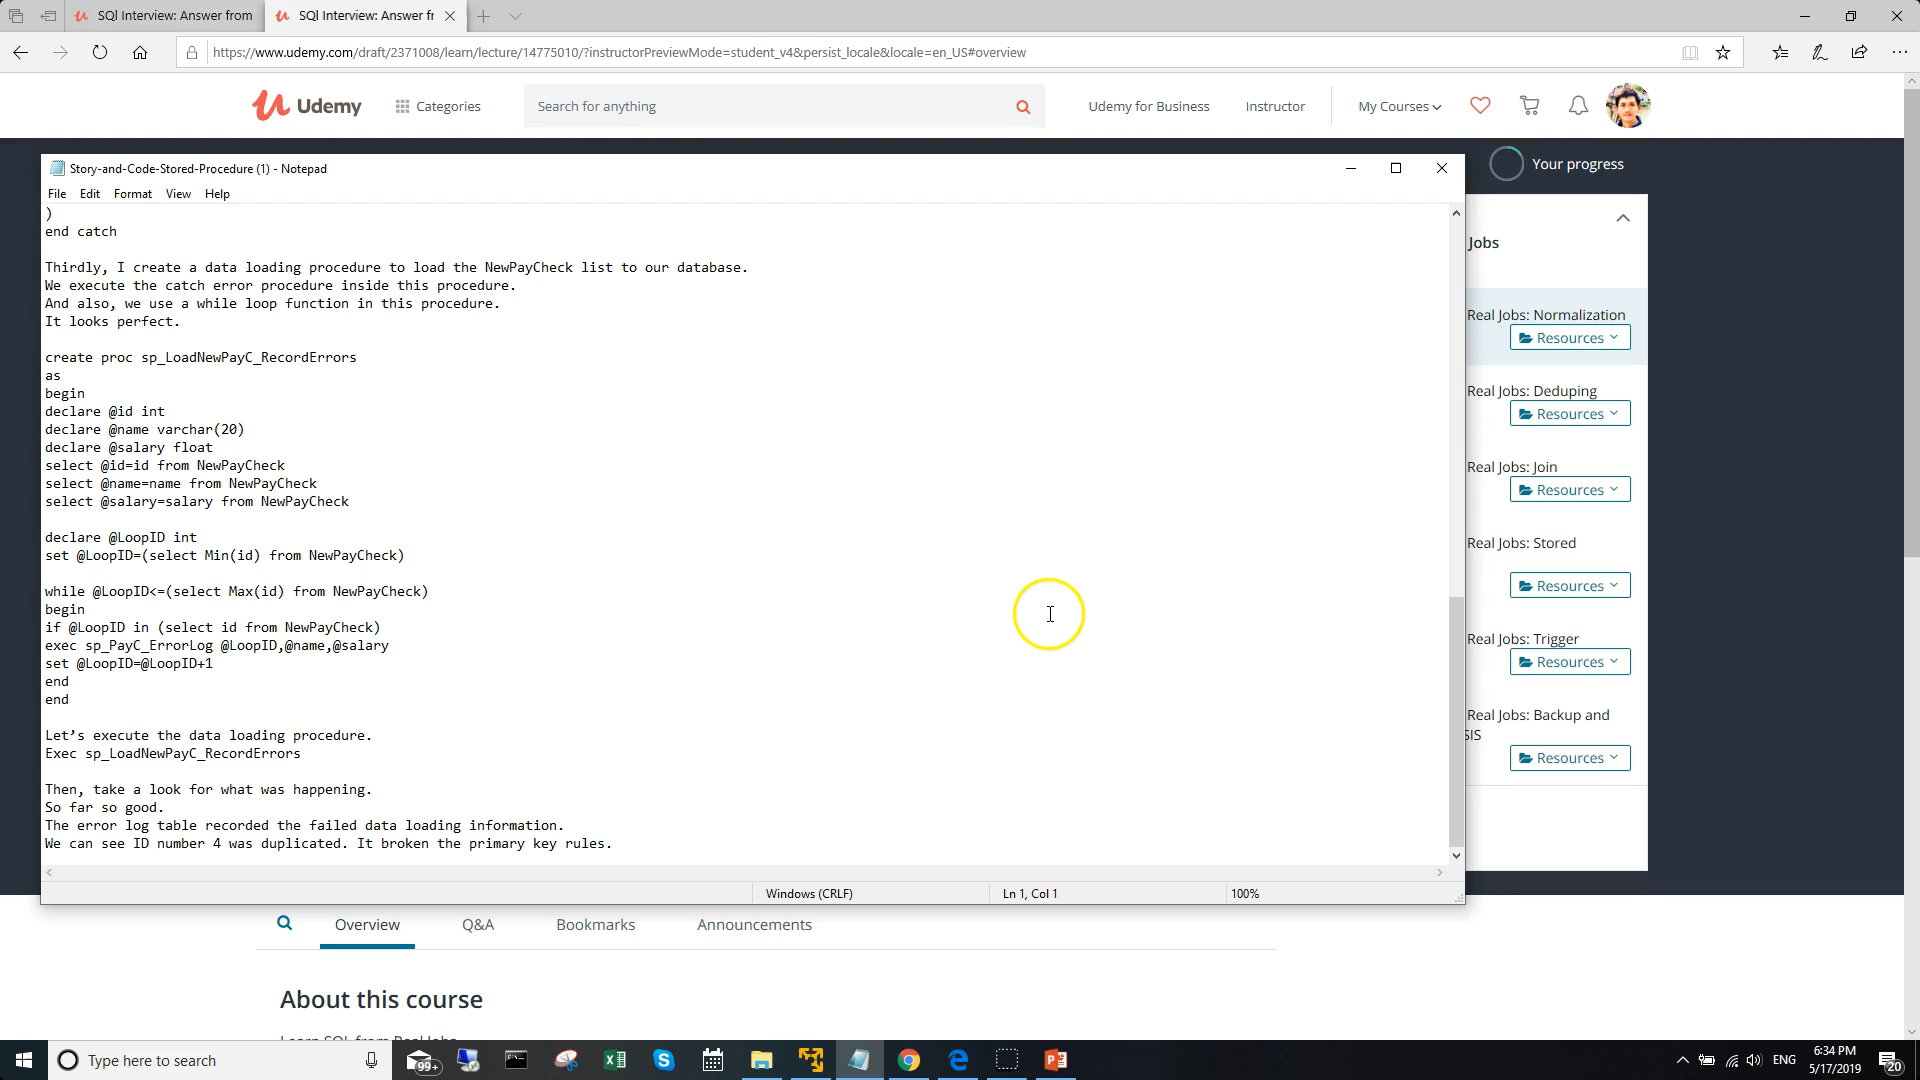 SQl Interview: Answer from
SQl Interview: Answer fr
https://www.udemy.com/draft/2371008/learn/lecture/14775010/?instructorPreviewMode=student_v4&persist_locale&locale=en_US#overview
Udemy
Categories
Search for anything
Udemy for Business
Instructor
My Courses
Your progress
Story-and-Code-Stored-Procedure (1) - Notepad
File Edit Format View Help
)
end catch
Thirdly, I create a data loading procedure to load the NewPayCheck list to our database.
We execute the catch error procedure inside this procedure.
And also, we use a while loop function in this procedure.
It looks perfect.
create proc sp_LoadNewPayC_RecordErrors
as
begin
declare @id int
declare @name varchar(20)
declare @salary float
select @id=id from NewPayCheck
select @name=name from NewPayCheck
select @salary=salary from NewPayCheck
declare @LoopID int
set @LoopID=(select Min(id) from NewPayCheck)
while @LoopID<=(select Max(id) from NewPayCheck)
begin
if @LoopID in (select id from NewPayCheck)
exec sp_PayC_ErrorLog @LoopID,@name,@salary
set @LoopID=@LoopID+1
end
end
Let’s execute the data loading procedure.
Exec sp_LoadNewPayC_RecordErrors
Then, take a look for what was happening.
So far so good.
The error log table recorded the failed data loading information.
We can see ID number 4 was duplicated. It broken the primary key rules.
Windows (CRLF)
Ln 1, Col 1
100%
Jobs
Real Jobs: Normalization
Resources
Real Jobs: Deduping
Resources
Real Jobs: Join
Resources
Real Jobs: Stored
Resources
Real Jobs: Trigger
Resources
Real Jobs: Backup and
SIS
Resources
Overview
Q&A
Bookmarks
Announcements
About this course
Learn SQL from Real Jobs
Type here to search
99+
ENG
6:34 PM
5/17/2019
20